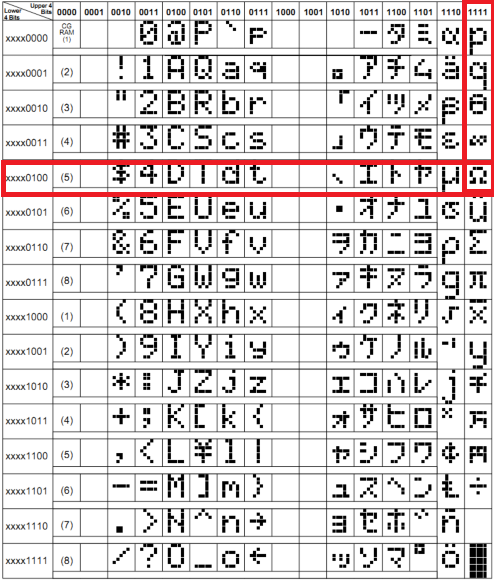 Lower 4 Bits Upper 4 Bits 0000 0001 0010 0011 0100 0101 0110 0111 1000 1001 1010 1011 1100 1101 1110 1111
xxxx0000 CG RAM (1) 0 @ P ` p ー タ ミ α p
xxxx0001 (2) ! 1 A Q a q 。 ア チ ム ä q
xxxx0010 (3) " 2 B R b r 「 イ ツ メ β θ
xxxx0011 (4) # 3 C S c s 」 ウ テ モ ε ∞
xxxx0100 (5) $ 4 D T d t 、 エ ト ヤ μ Ω
xxxx0101 (6) % 5 E U e u ・ オ ナ ユ σ ü
xxxx0110 (7) & 6 F V f v ヲ カ ニ ヨ ρ Σ
xxxx0111 (8) ' 7 G W g w ァ キ ヌ ラ g π
xxxx1000 (1) ( 8 H X h x ィ ク ネ リ √ x̄
xxxx1001 (2) ) 9 I Y i y ゥ ケ ノ ル ⁻¹ y
xxxx1010 (3) * : J Z j z ェ コ ハ レ j 千
xxxx1011 (4) + ; K [ k { ォ サ ヒ ロ ˣ 万
xxxx1100 (5) , < L ¥ l | ャ シ フ ワ ¢ 円
xxxx1101 (6) - = M ] m } ュ ス ヘ ン £ ÷
xxxx1110 (7) . > N ^ n → ョ セ ホ ゛ ñ
xxxx1111 (8) / ? O _ o ← ッ ソ マ ゜ ö █